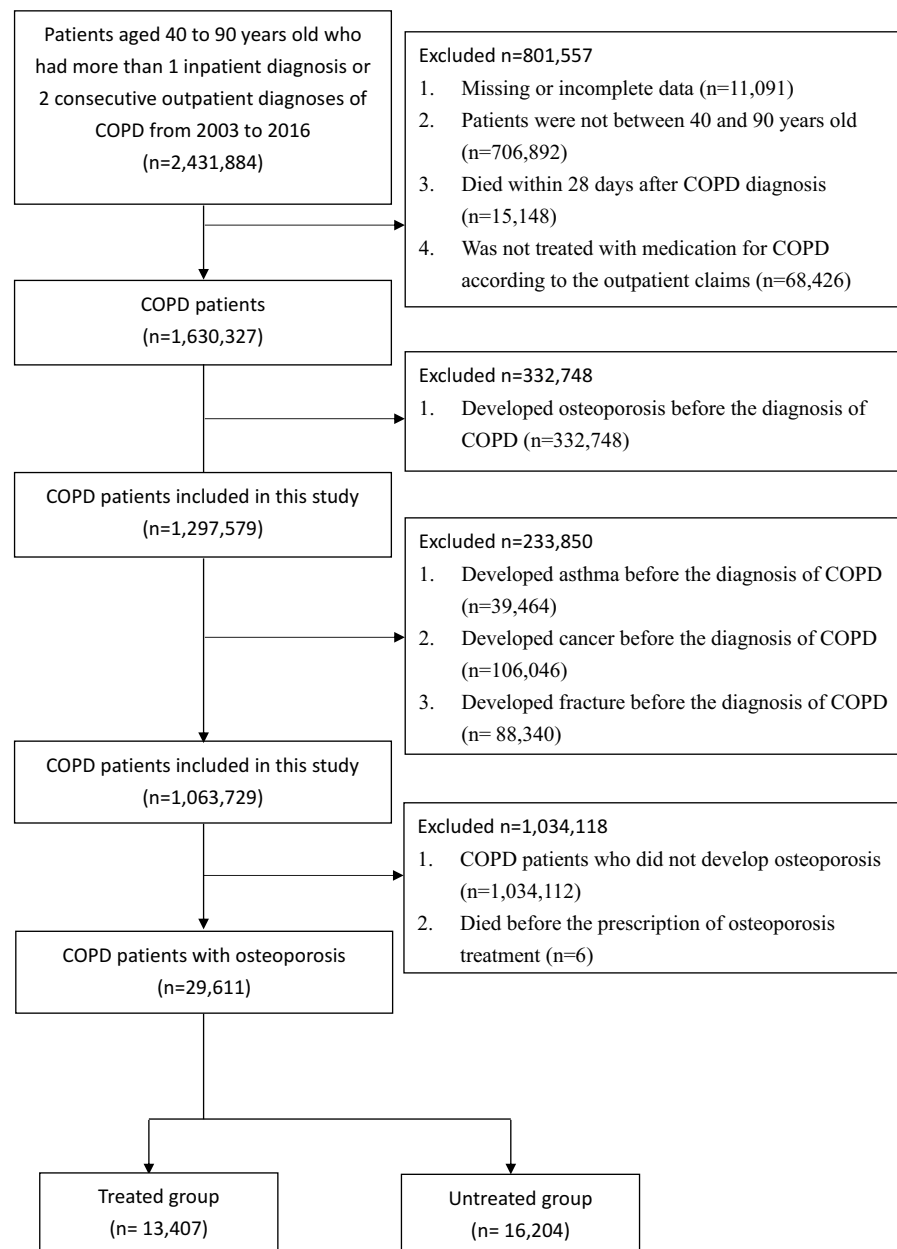 Patients aged 40 to 90 years old who
had more than 1 inpatient diagnosis or
2 consecutive outpatient diagnoses of
COPD from 2003 to 2016
(n=2,431,884)
Excluded n=801,557
1. Missing or incomplete data (n=11,091)
2. Patients were not between 40 and 90 years old
(n=706,892)
3. Died within 28 days after COPD diagnosis
(n=15,148)
4. Was not treated with medication for COPD
according to the outpatient claims (n=68,426)
COPD patients
(n=1,630,327)
Excluded n=332,748
1. Developed osteoporosis before the diagnosis of
COPD (n=332,748)
COPD patients included in this study
(n=1,297,579)
Excluded n=233,850
1. Developed asthma before the diagnosis of COPD
(n=39,464)
2. Developed cancer before the diagnosis of COPD
(n=106,046)
3. Developed fracture before the diagnosis of COPD
(n= 88,340)
COPD patients included in this study
(n=1,063,729)
Excluded n=1,034,118
1. COPD patients who did not develop osteoporosis
(n=1,034,112)
2. Died before the prescription of osteoporosis
treatment (n=6)
COPD patients with osteoporosis
(n=29,611)
Treated group
(n= 13,407)
Untreated group
(n= 16,204)